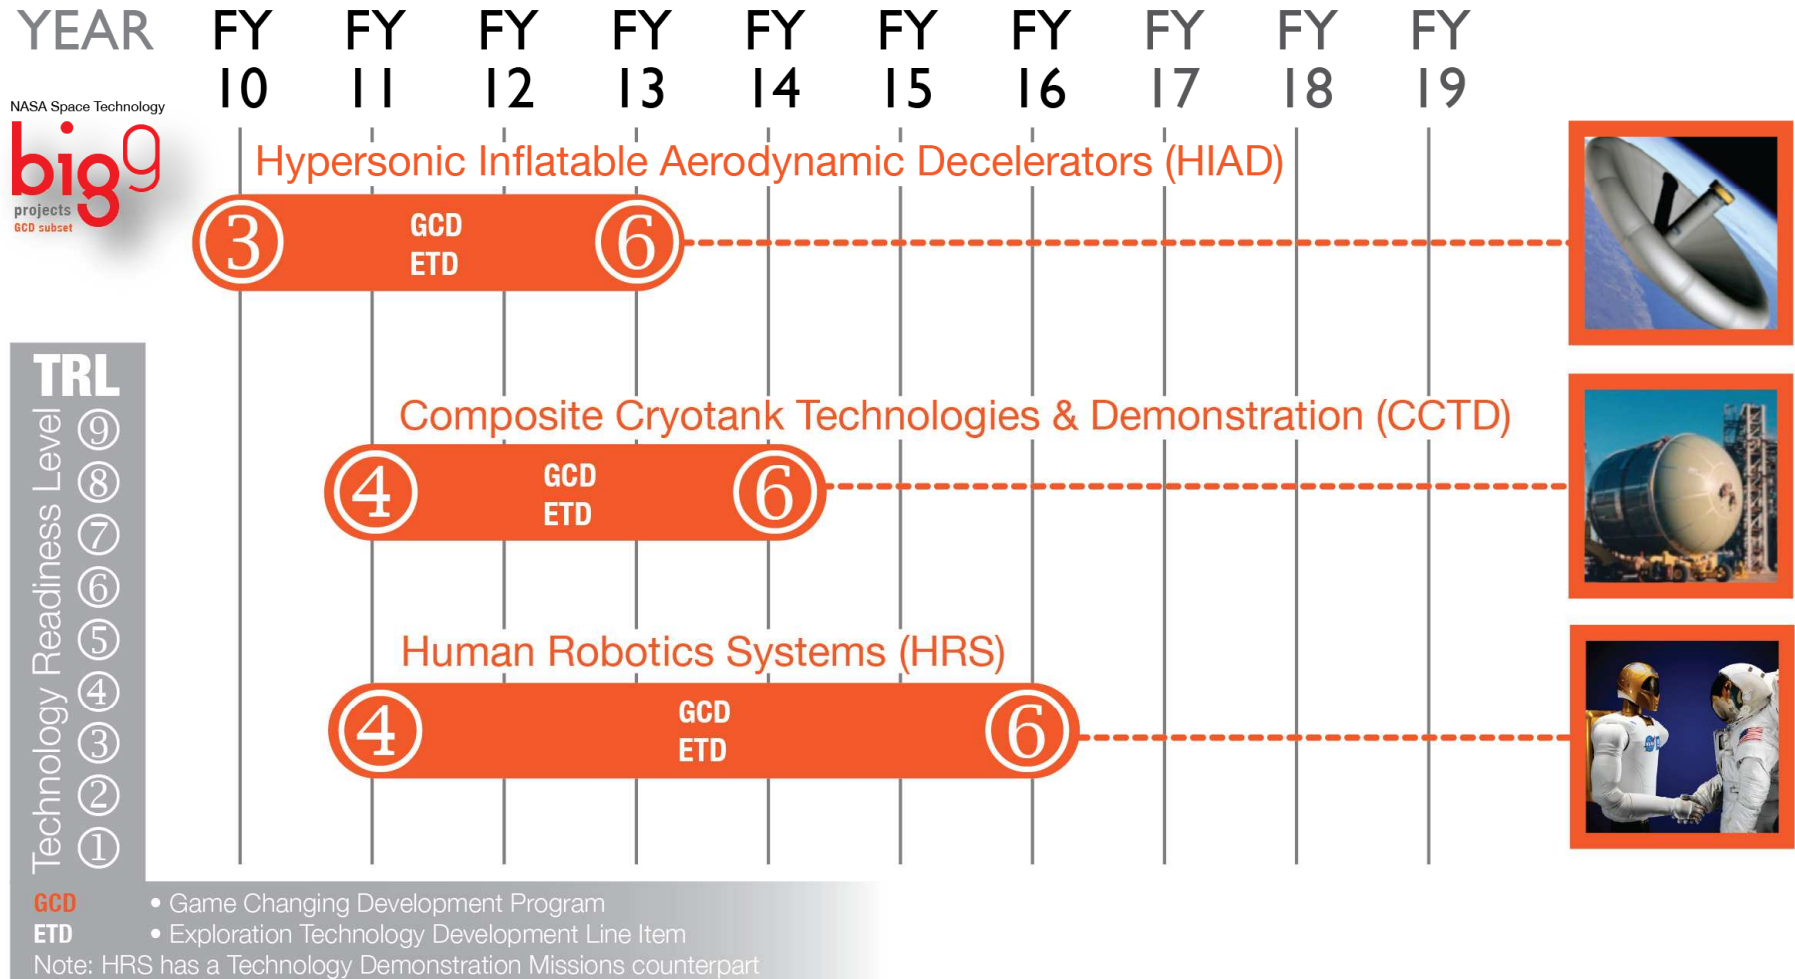 YEAR FY 10 FY 11 FY 12 FY 13 FY 14 FY 15 FY 16 FY 17 FY 18 FY 19
NASA Space Technology
big9
projects
GCD subset
Hypersonic Inflatable Aerodynamic Decelerators (HIAD)
3 GCD 6
ETD
Composite Cryotank Technologies & Demonstration (CCTD)
4 GCD 6
ETD
Human Robotics Systems (HRS)
4 GCD 6
ETD
TRL
Technology Readiness Level
9
8
7
6
5
4
3
2
1
GCD • Game Changing Development Program
ETD • Exploration Technology Development Line Item
Note: HRS has a Technology Demonstration Missions counterpart